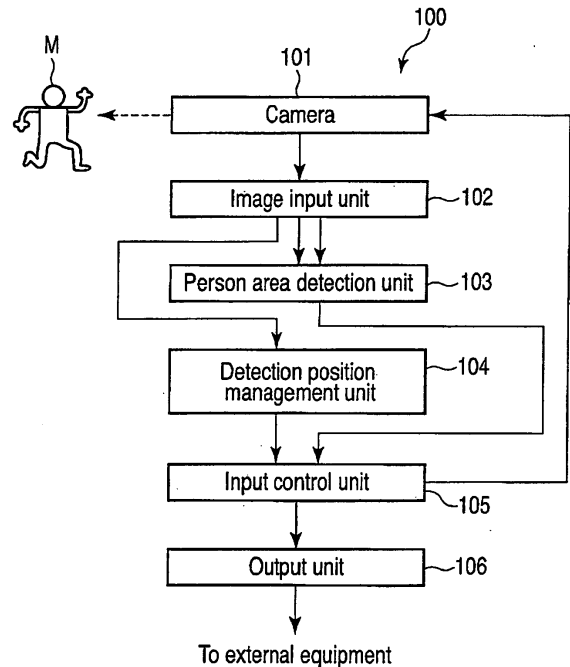 M
100
101
Camera
Image input unit
102
Person area detection unit
103
Detection position
management unit
104
Input control unit
105
Output unit
106
To external equipment